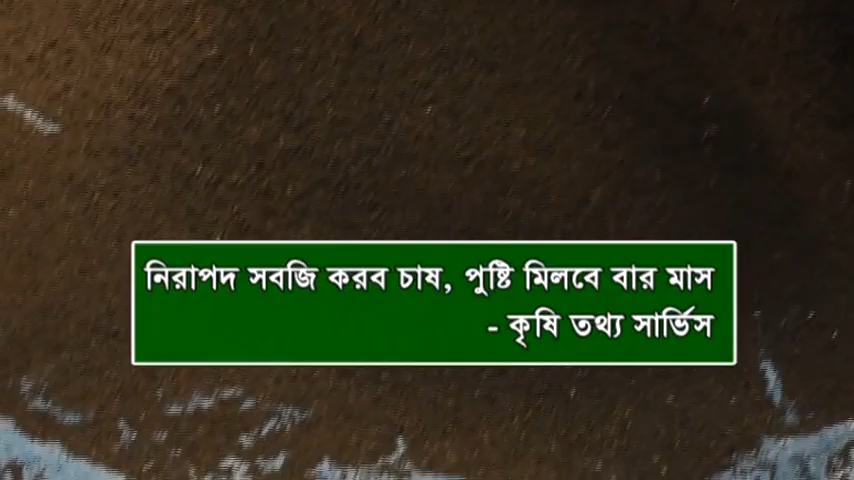 নিরাপদ সবজি করব চাষ, পুষ্টি মিলবে বার মাস
- কৃষি তথ্য সার্ভিস